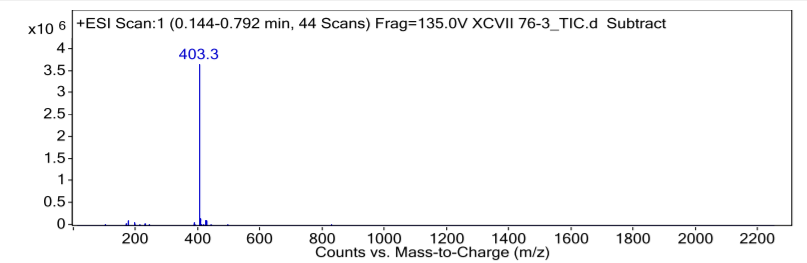 x10 6
+ESI Scan:1 (0.144-0.792 min, 44 Scans) Frag=135.0V XCVII 76-3_TIC.d Subtract
403.3
4
3.5
3
2.5
2
1.5
1
0.5
0
200 400 600 800 1000 1200 1400 1600 1800 2000 2200
Counts vs. Mass-to-Charge (m/z)